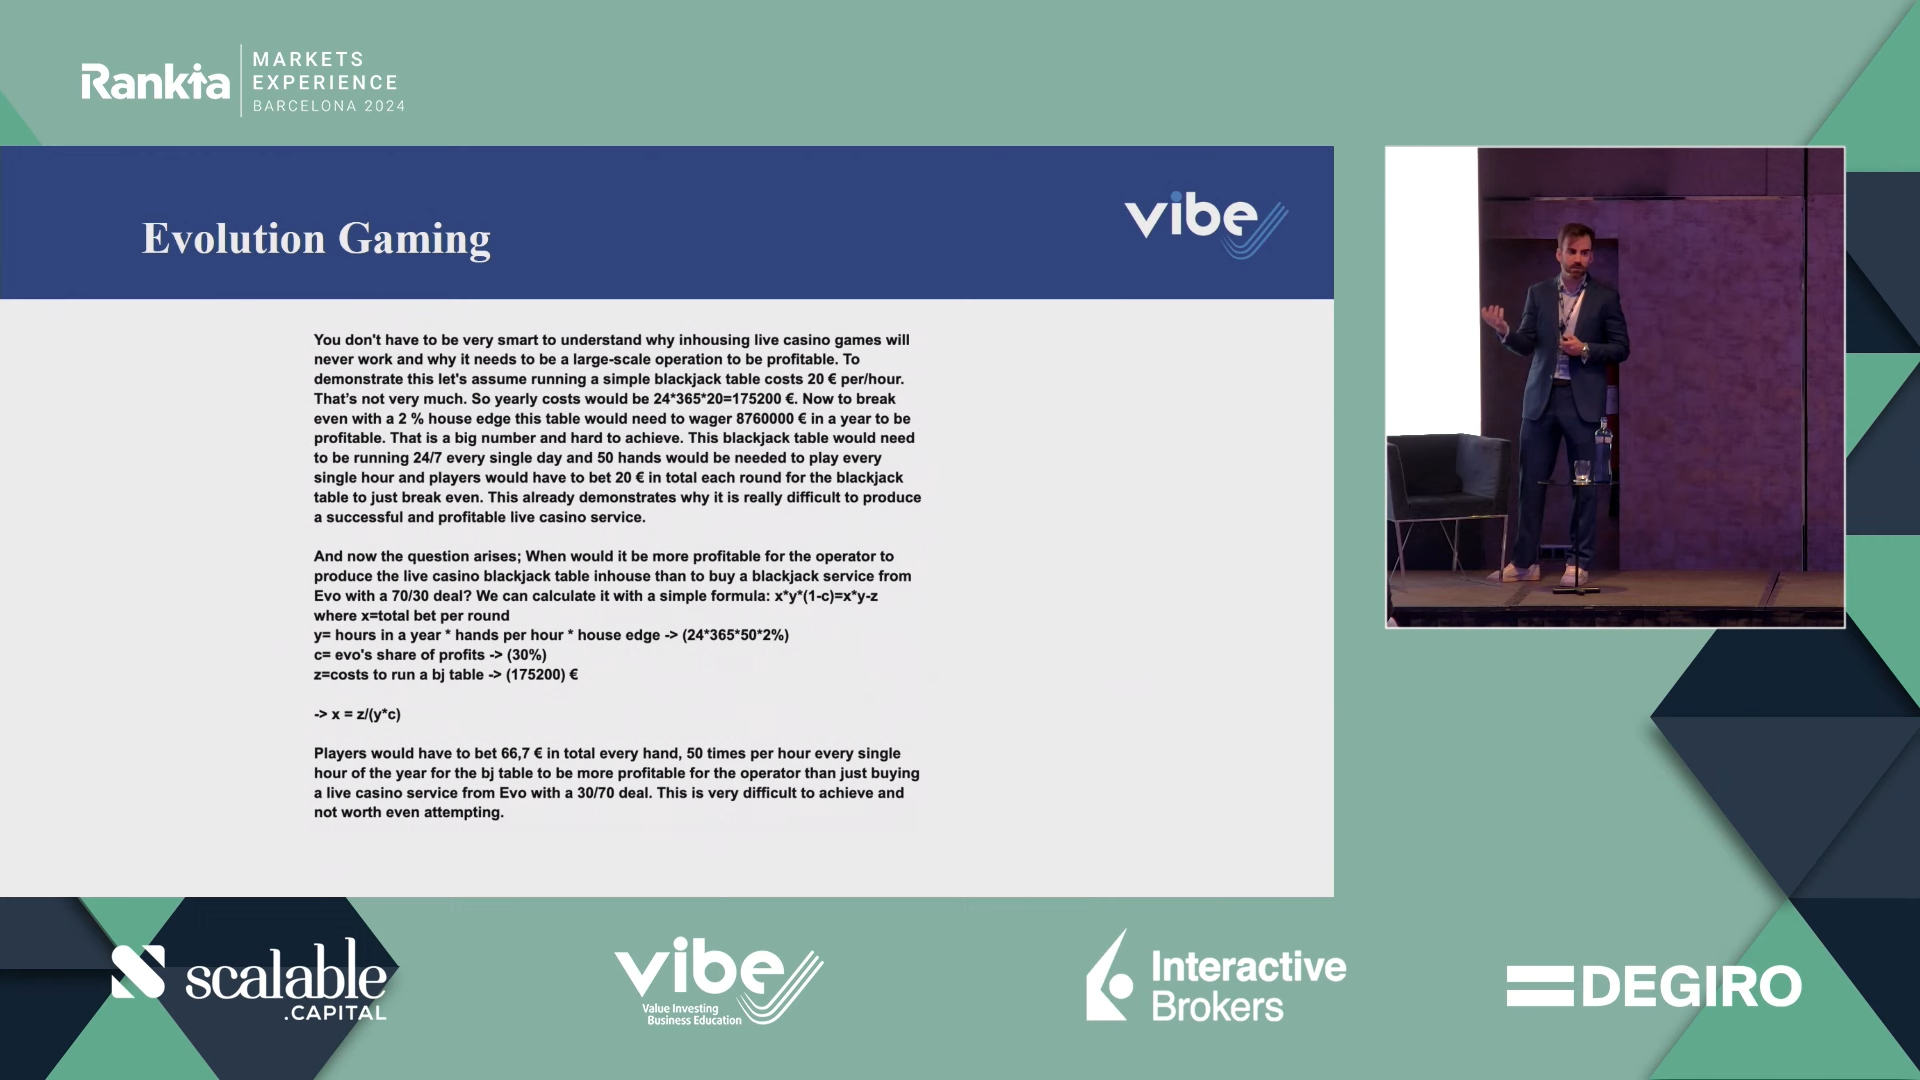 Rankia
MARKETS
EXPERIENCE
BARCELONA 2024
Evolution Gaming
vibe
You don't have to be very smart to understand why inhousing live casino games will
never work and why it needs to be a large-scale operation to be profitable. To
demonstrate this let's assume running a simple blackjack table costs 20 € per/hour.
That's not very much. So yearly costs would be 24*365*20=175200 €. Now to break
even with a 2 % house edge this table would need to wager 8760000 € in a year to be
profitable. That is a big number and hard to achieve. This blackjack table would need
to be running 24/7 every single day and 50 hands would be needed to play every
single hour and players would have to bet 20 € in total each round for the blackjack
table to just break even. This already demonstrates why it is really difficult to produce
a successful and profitable live casino service.
And now the question arises; When would it be more profitable for the operator to
produce the live casino blackjack table inhouse than to buy a blackjack service from
Evo with a 70/30 deal? We can calculate it with a simple formula: x*y*(1-c)=x*y-z
where x=total bet per round
y= hours in a year * hands per hour * house edge -> (24*365*50*2%)
c= evo's share of profits -> (30%)
z=costs to run a bj table -> (175200) €
-> x = z/(y*c)
Players would have to bet 66,7 € in total every hand, 50 times per hour every single
hour of the year for the bj table to be more profitable for the operator than just buying
a live casino service from Evo with a 30/70 deal. This is very difficult to achieve and
not worth even attempting.
scalable
.CAPITAL
vibe
Value Investing
Business Education
Interactive
Brokers
DEGIRO